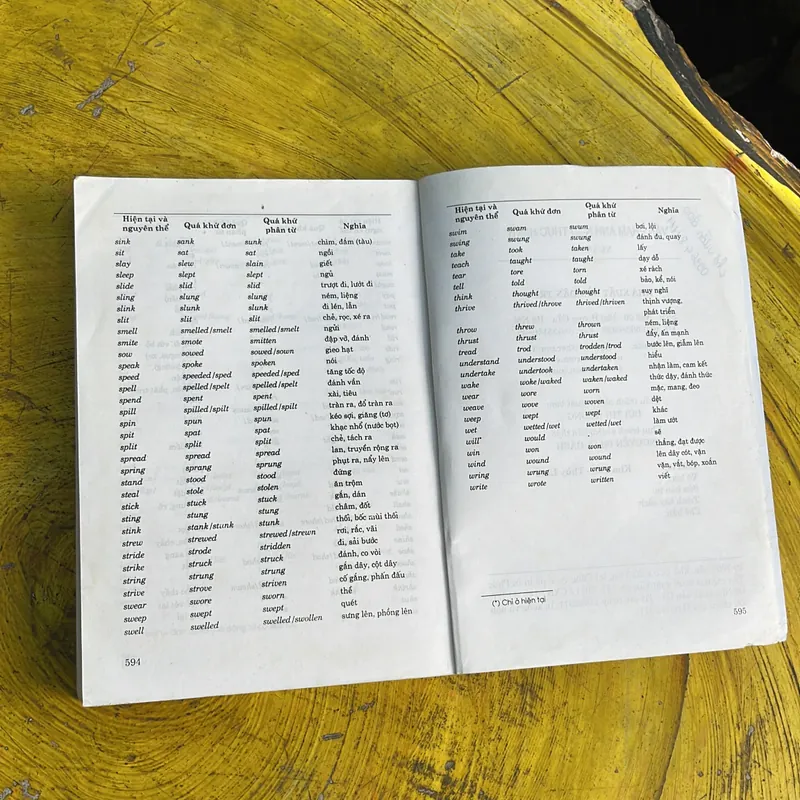 Hiện tại và nguyên thể Quá khứ đơn Quá khứ phân từ Nghĩa
sink sank sunk chìm, đắm (tàu)
sit sat sat ngồi
slay slew slain giết
sleep slept slept ngủ
slide slid slid trượt đi, lướt đi
sling slung slung ném, liệng
slink slunk slunk đi lén, lẻn
slit slit slit chẻ, rọc, xé ra
smell smelled/smelt smelled/smelt ngửi
smite smote smitten đập vỡ, đánh
sow sowed sowed/sown gieo hạt
speak spoke spoken nói
speed speeded/sped speeded/sped tăng tốc độ
spell spelled/spelt spelled/spelt đánh vần
spend spent spent xài, tiêu
spill spilled/spilt spilled/spilt tràn ra, đổ tràn ra
spin spun spun kéo sợi, giăng (tơ)
spit spat spat khạc nhổ (nước bọt)
split split split chẻ, tách ra
spread spread spread lan, truyền rộng ra
spring sprang sprung phụt ra, nẩy lên
stand stood stood đứng
steal stole stolen ăn trộm
stick stuck stuck gắn, dán
sting stung stung châm, đốt
stink stank/stunk stunk thối, bốc mùi thối
strew strewed strewed/strewn rơi, rắc, vãi
stride strode stridden đi, sải bước
strike struck struck đánh, co vòi
string strung strung gắn dây, cột dây
strive strove striven cố gắng, phấn đấu
swear swore sworn thề
sweep swept swept quét
swell swelled swelled/swollen sưng lên, phồng lên
594
Hiện tại và nguyên thể Quá khứ đơn Quá khứ phân từ Nghĩa
swim swam swum bơi, lội
swing swung swung đánh đu, quay
take took taken lấy
teach taught taught dạy dỗ
tear tore torn xé rách
tell told told bảo, kể, nói
think thought thought suy nghĩ
thrive thrived/throve thrived/thriven thịnh vượng,
phát triển
throw threw thrown ném, liệng
thrust thrust thrust đẩy, ấn mạnh
tread trod trodden/trod bước lên, giẫm lên
understand understood understood hiểu
undertake undertook undertaken nhận làm, cam kết
wake woke/waked waken/waked thức dậy, đánh thức
wear wore worn mặc, mang, đeo
weave wove woven dệt
weep wept wept khóc
wet wetted/wet wetted/wet làm ướt
will* would sẽ
win won won thắng, đạt được
wind wound wound lên dây cót, vặn
wring wrung wrung vặn, vắt, bóp, xoắn
write wrote written viết
(*) Chỉ ở hiện tại
595